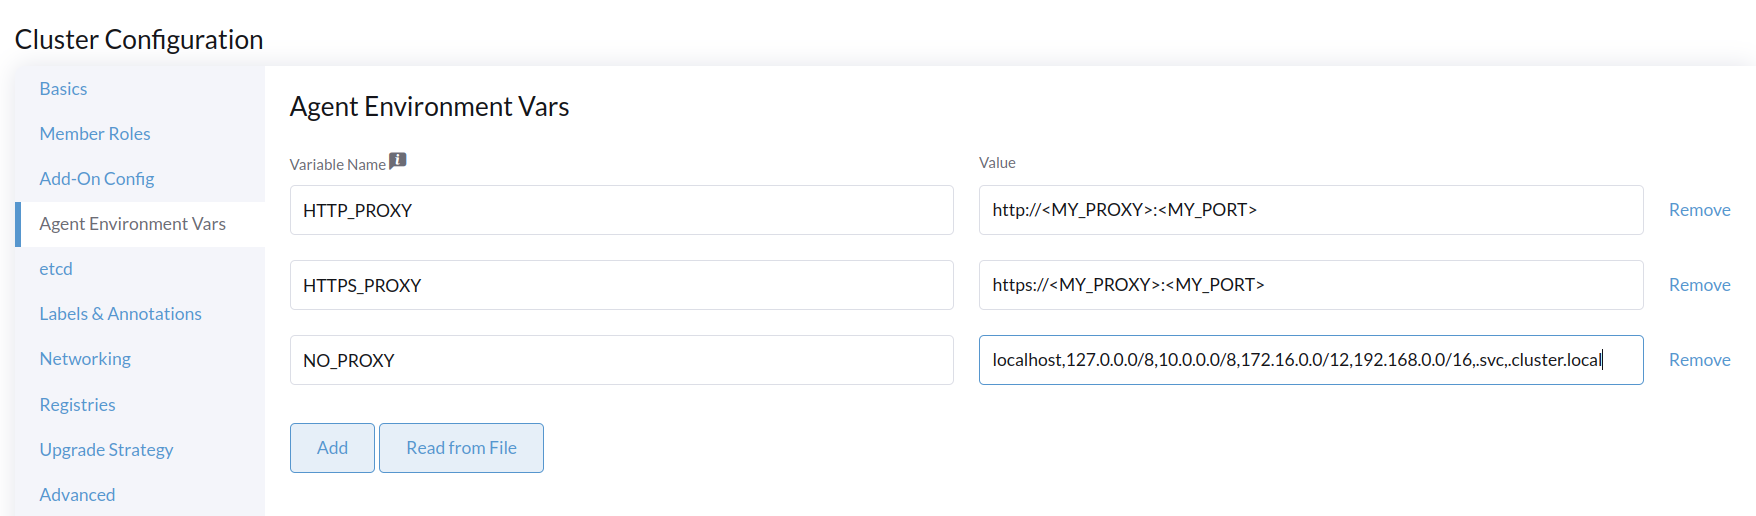 Cluster Configuration
Basics
Member Roles
Add-On Config
Agent Environment Vars
etcd
Labels & Annotations
Networking
Registries
Upgrade Strategy
Advanced
Agent Environment Vars
Variable Name Value
HTTP_PROXY http://<MY_PROXY>:<MY_PORT> Remove
HTTPS_PROXY https://<MY_PROXY>:<MY_PORT> Remove
NO_PROXY localhost,127.0.0.0/8,10.0.0.0/8,172.16.0.0/12,192.168.0.0/16,.svc,.cluster.local Remove
Add Read from File